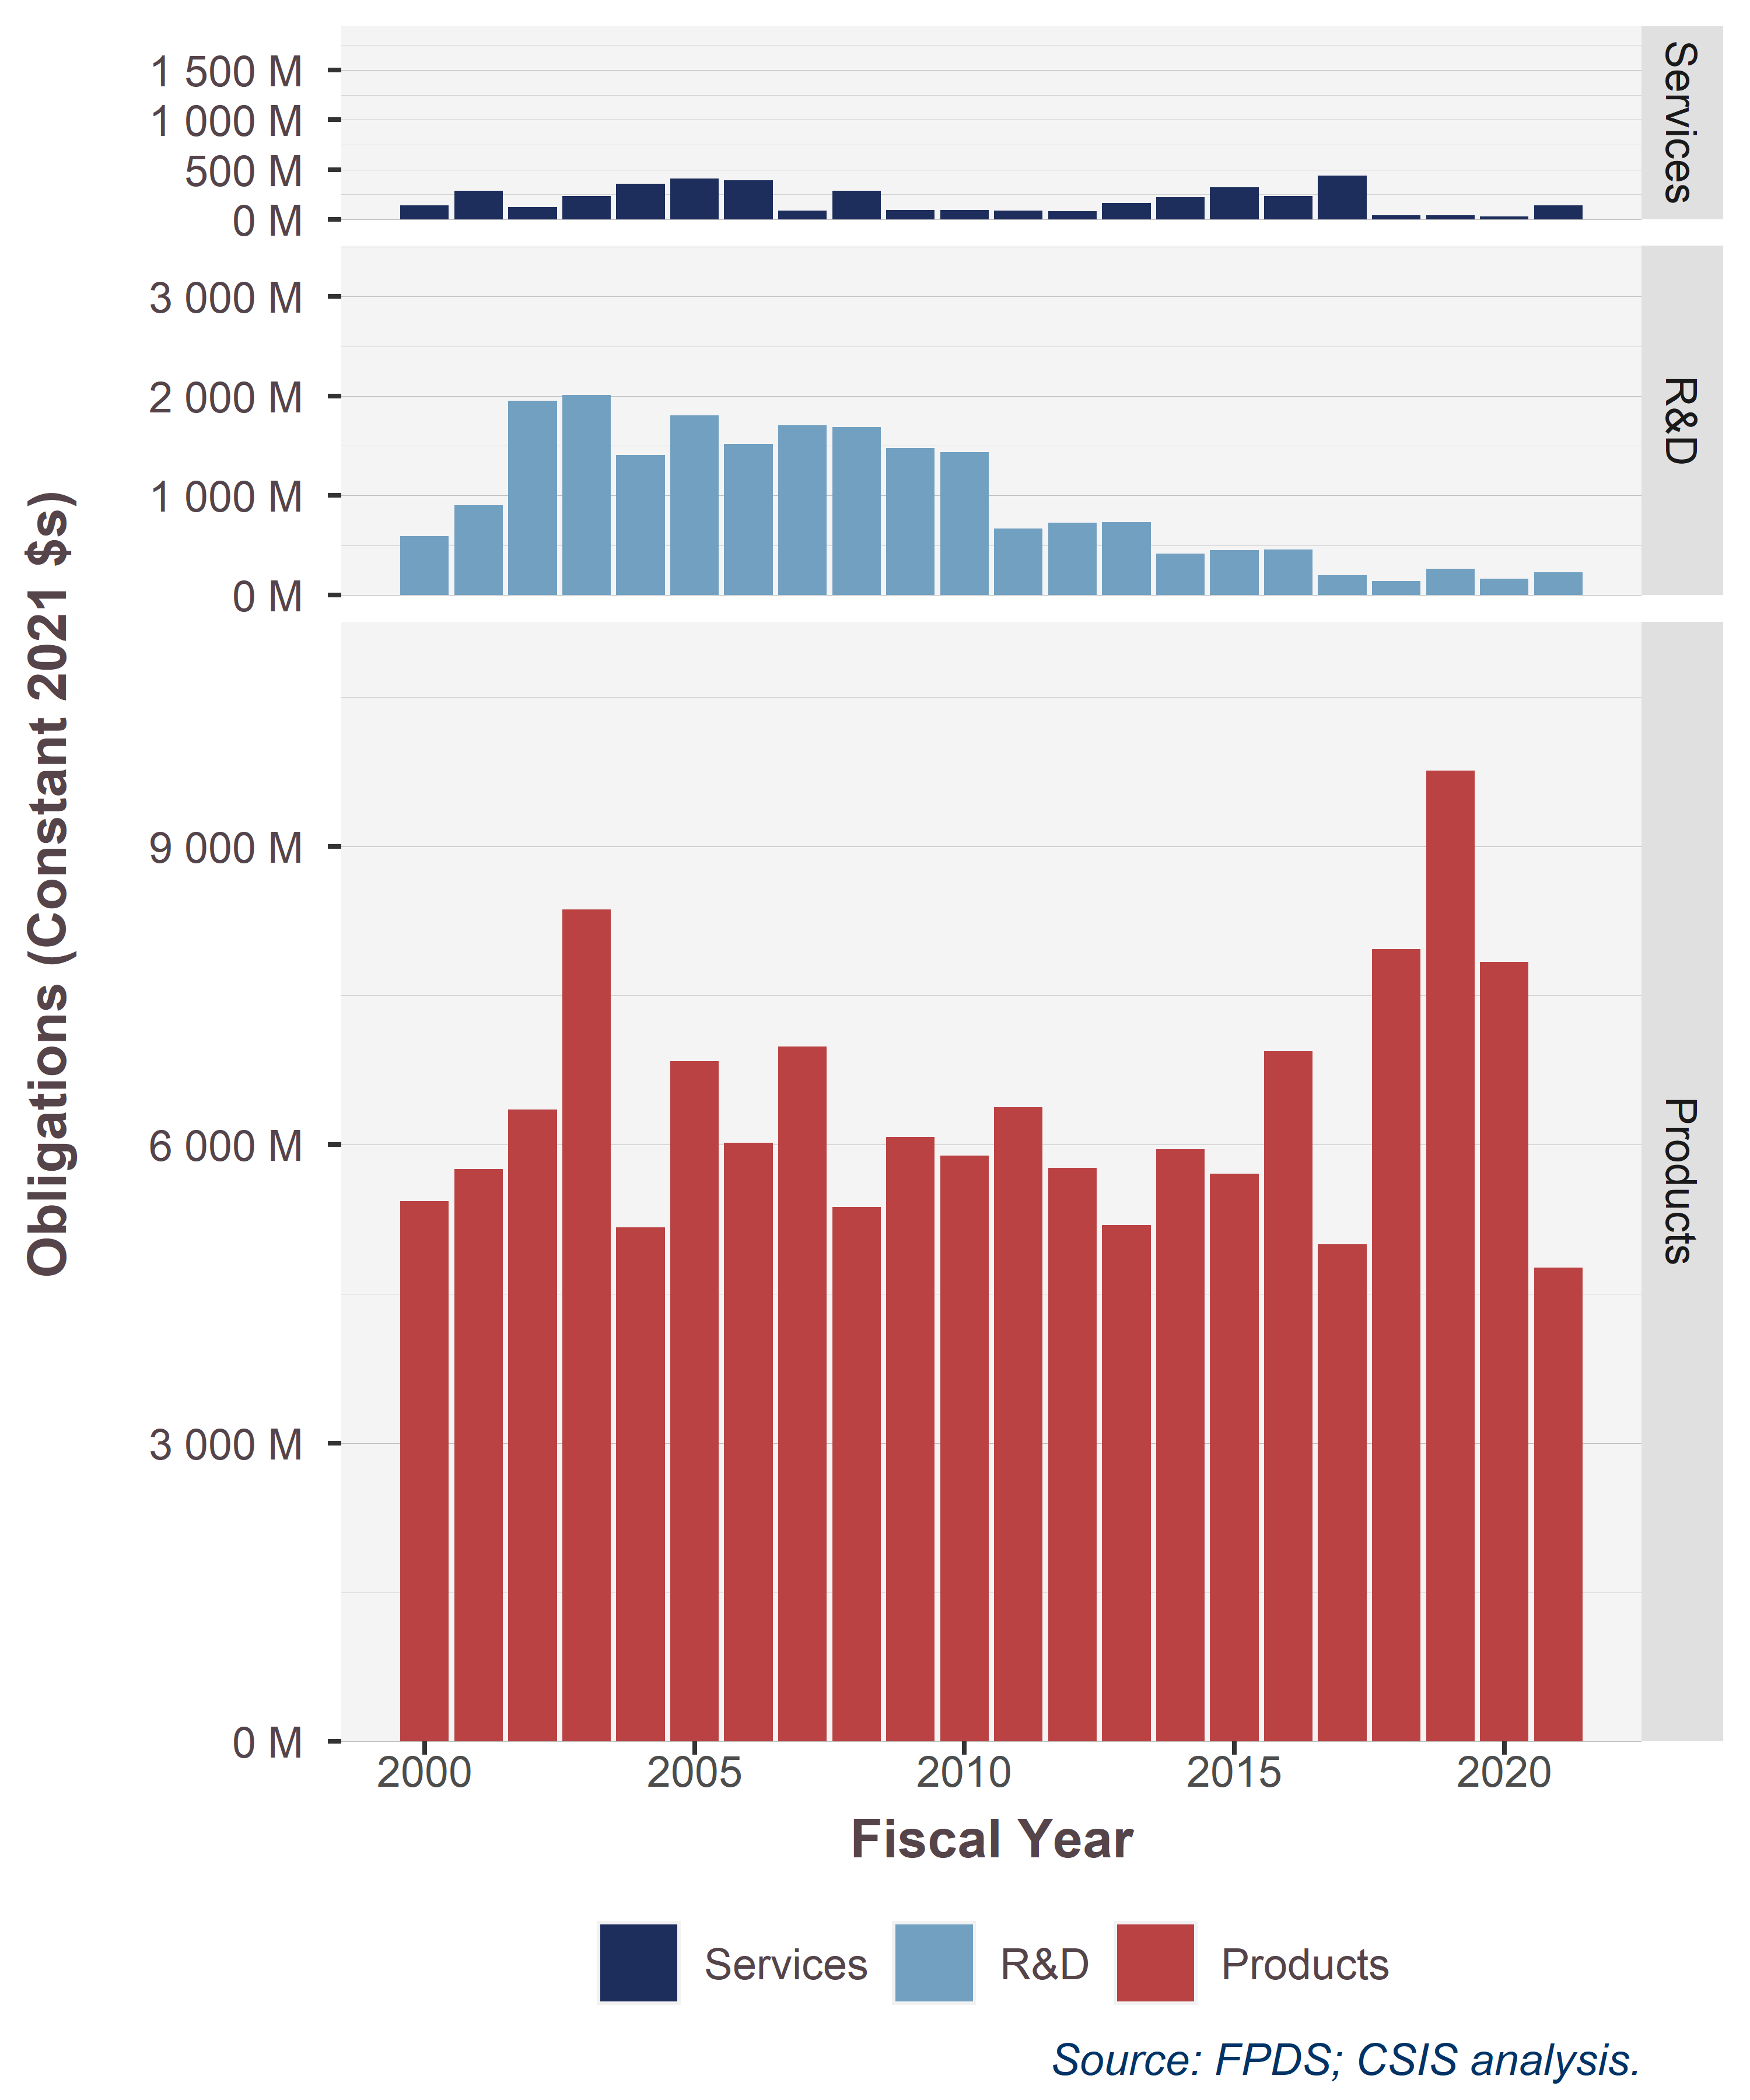 1 500 M
1 000 M
500 M
0 M
Services
3 000 M
2 000 M
1 000 M
0 M
R&D
9 000 M
6 000 M
3 000 M
0 M
Products
Obligations (Constant 2021 $s)
2000 2005 2010 2015 2020
Fiscal Year
Services R&D Products
Source: FPDS; CSIS analysis.